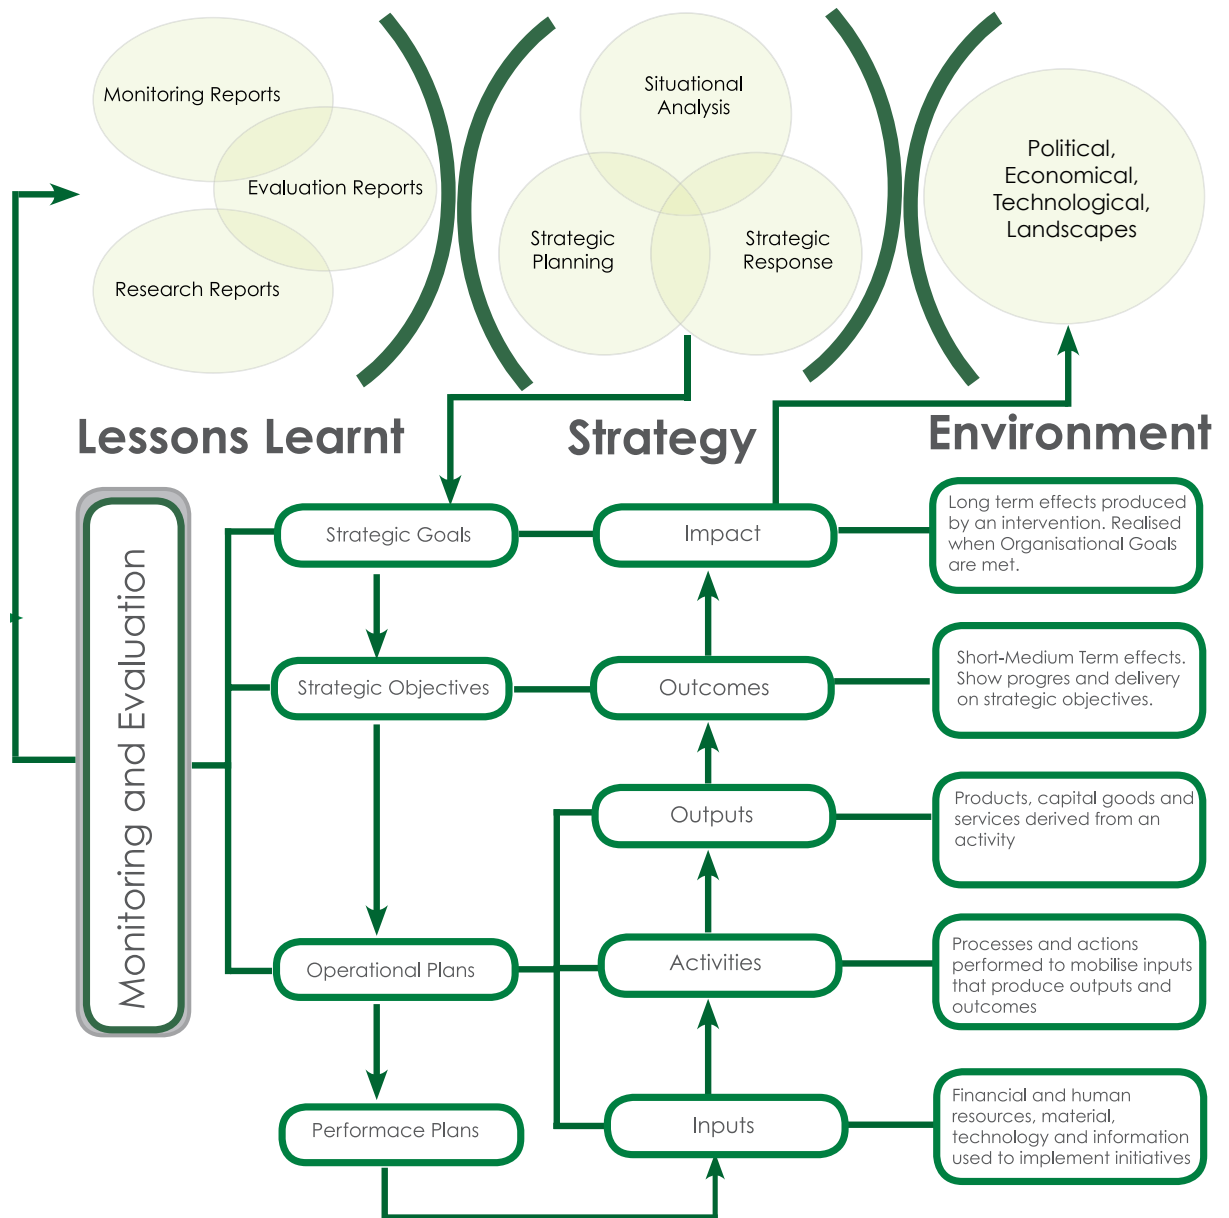 Monitoring Reports
Evaluation Reports
Research Reports
Situational
Analysis
Strategic
Planning
Strategic
Response
Political,
Economical,
Technological,
Landscapes
Lessons Learnt
Strategy
Environment
Monitoring and Evaluation
Strategic Goals
Impact
Long term effects produced
by an intervention. Realised
when Organisational Goals
are met.
Strategic Objectives
Outcomes
Short-Medium Term effects.
Show progres and delivery
on strategic objectives.
Outputs
Products, capital goods and
services derived from an
activity
Operational Plans
Activities
Processes and actions
performed to mobilise inputs
that produce outputs and
outcomes
Performace Plans
Inputs
Financial and human
resources, material,
technology and information
used to implement initiatives